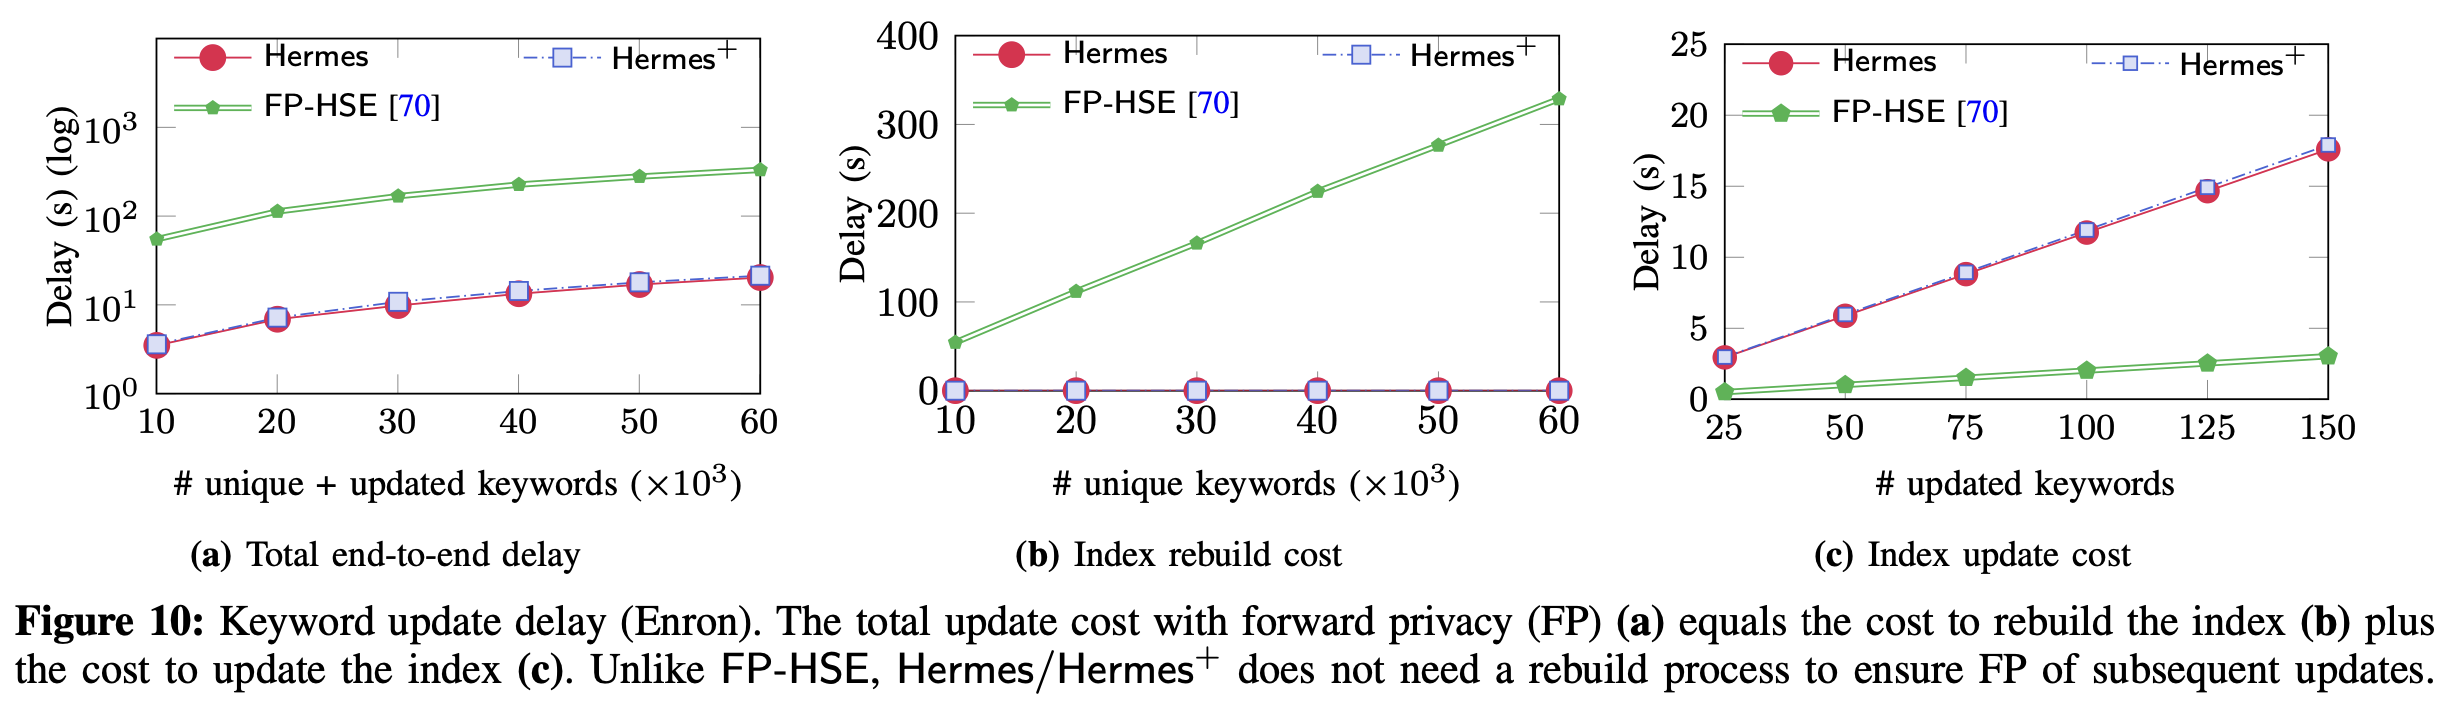 Hermes
Hermes⁺
FP-HSE [70]
Delay (s) (log)
10³
10²
10¹
10⁰
10 20 30 40 50 60
# unique + updated keywords (×10³)
(a) Total end-to-end delay
Hermes
Hermes⁺
FP-HSE [70]
Delay (s)
400
300
200
100
0
10 20 30 40 50 60
# unique keywords (×10³)
(b) Index rebuild cost
Hermes
Hermes⁺
FP-HSE [70]
Delay (s)
25
20
15
10
5
0
25 50 75 100 125 150
# updated keywords
(c) Index update cost
Figure 10: Keyword update delay (Enron). The total update cost with forward privacy (FP) (a) equals the cost to rebuild the index (b) plus
the cost to update the index (c). Unlike FP-HSE, Hermes/Hermes⁺ does not need a rebuild process to ensure FP of subsequent updates.